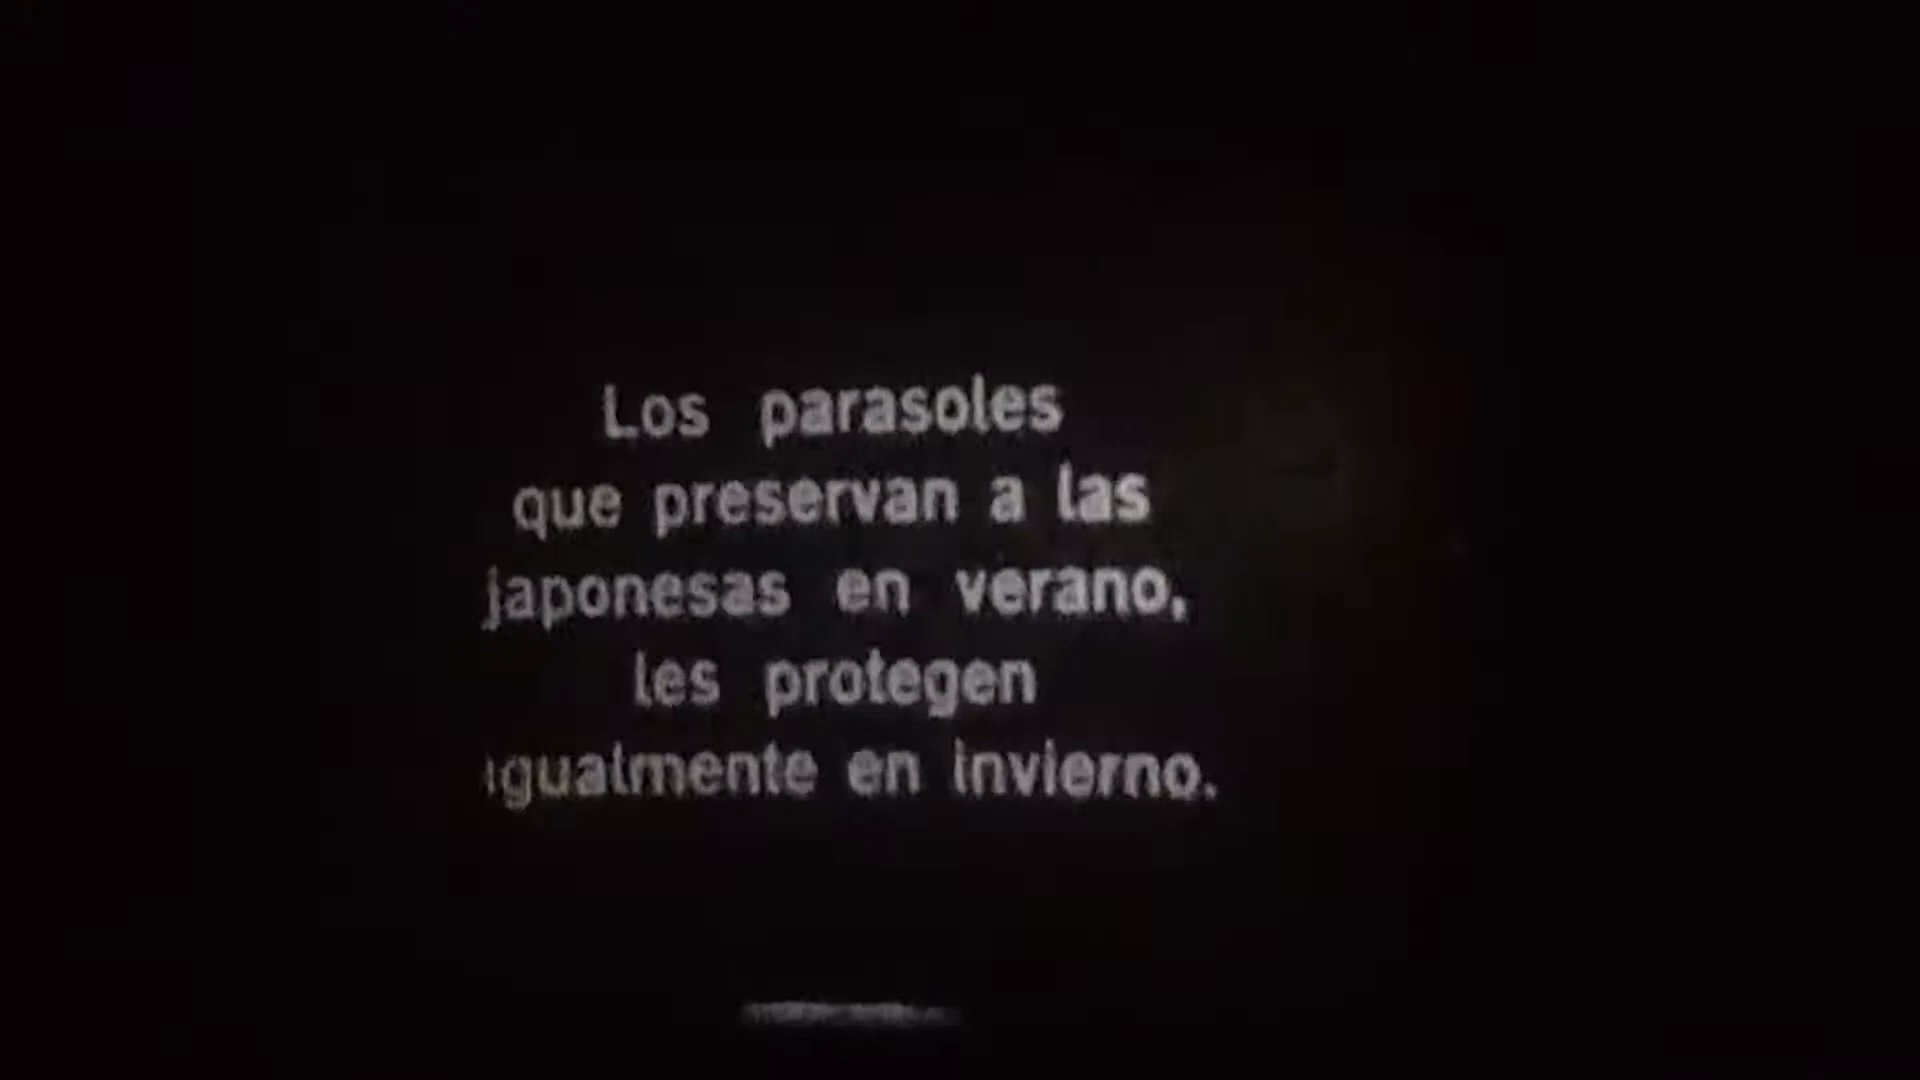 Los parasoles
que preservan a las
japonesas en verano,
les protegen
igualmente en invierno.